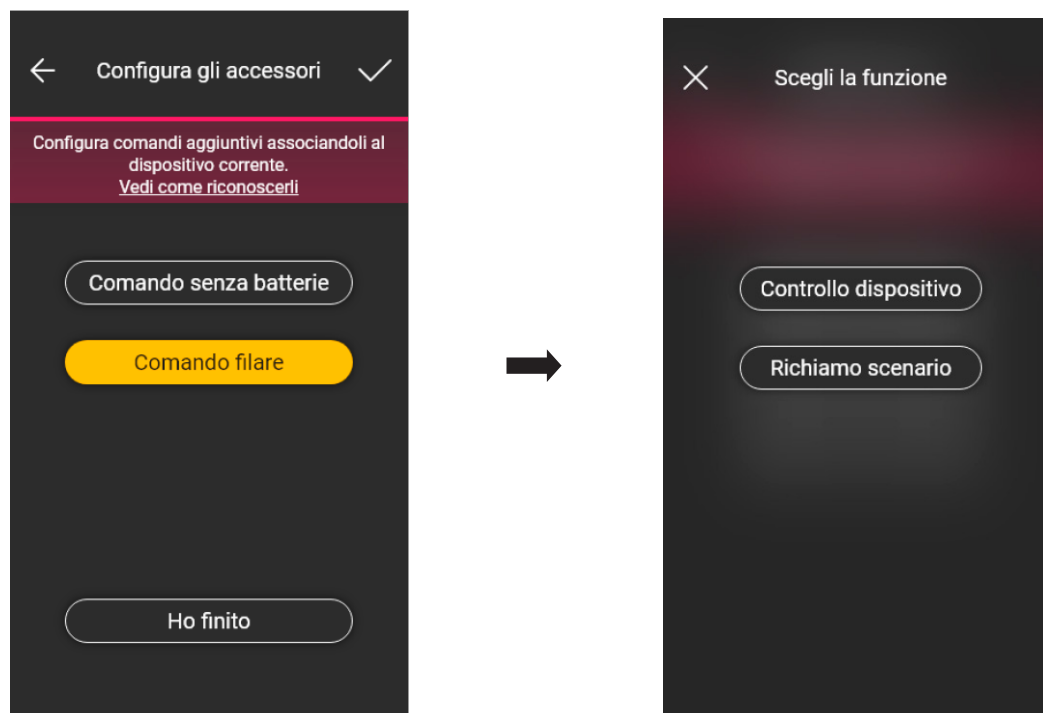 Configura gli accessori
Configura comandi aggiuntivi associandoli al
dispositivo corrente.
Vedi come riconoscerli
Comando senza batterie
Comando filare
Ho finito
Scegli la funzione
Controllo dispositivo
Richiamo scenario